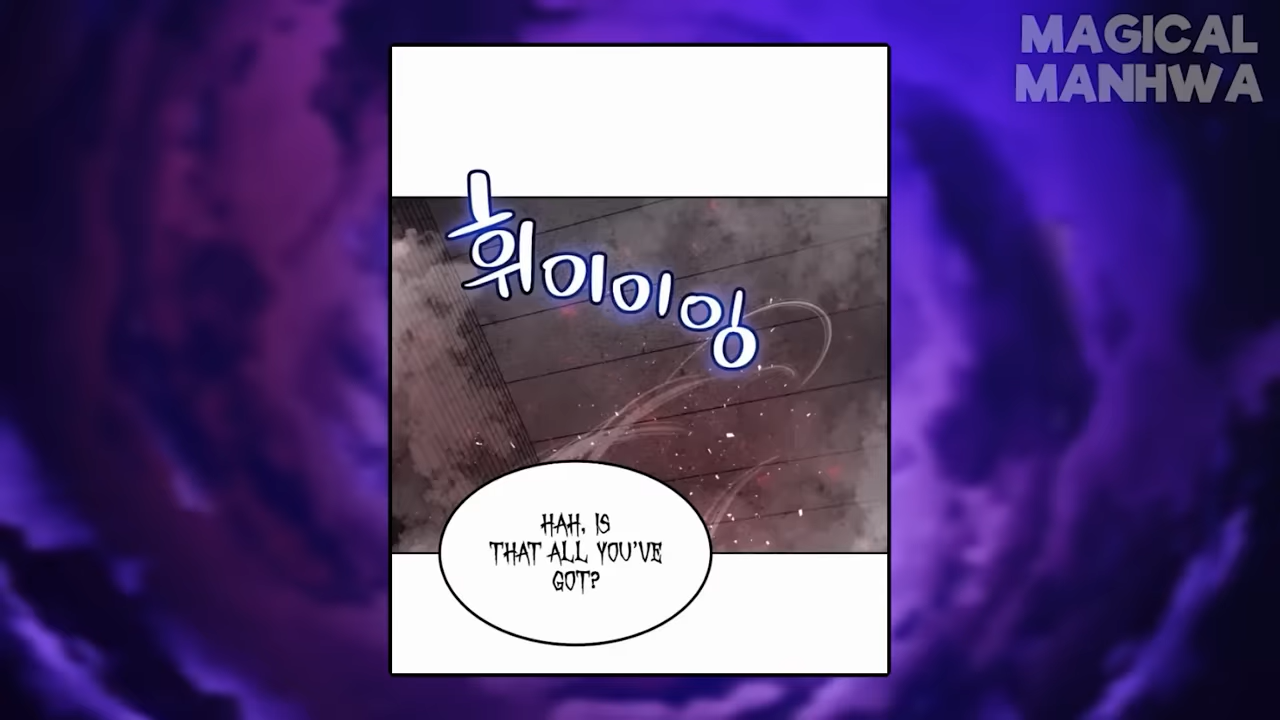 MAGICAL
MANHWA
휘이이잉
HAH, IS
THAT ALL YOU'VE
GOT?